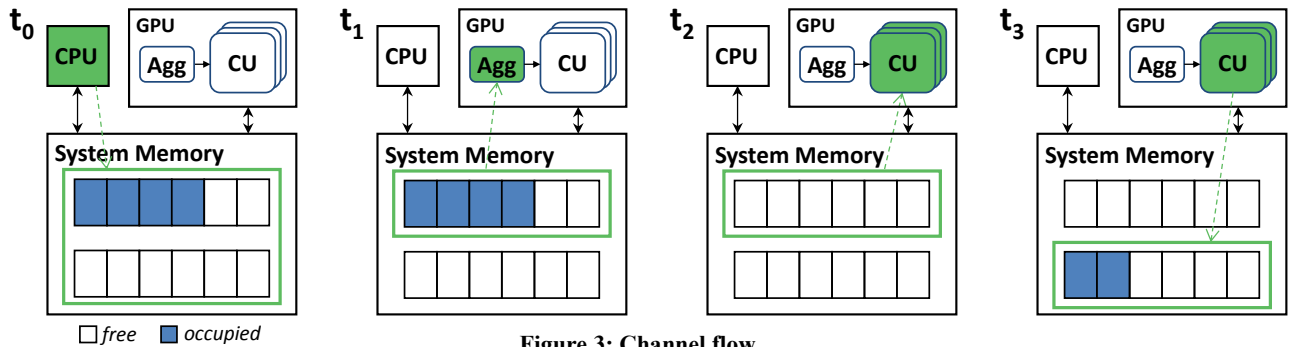 t0
CPU
GPU
Agg
CU
System Memory
t1
CPU
GPU
Agg
CU
System Memory
t2
CPU
GPU
Agg
CU
System Memory
t3
CPU
GPU
Agg
CU
System Memory
free occupied
Figure 3: Channel flow